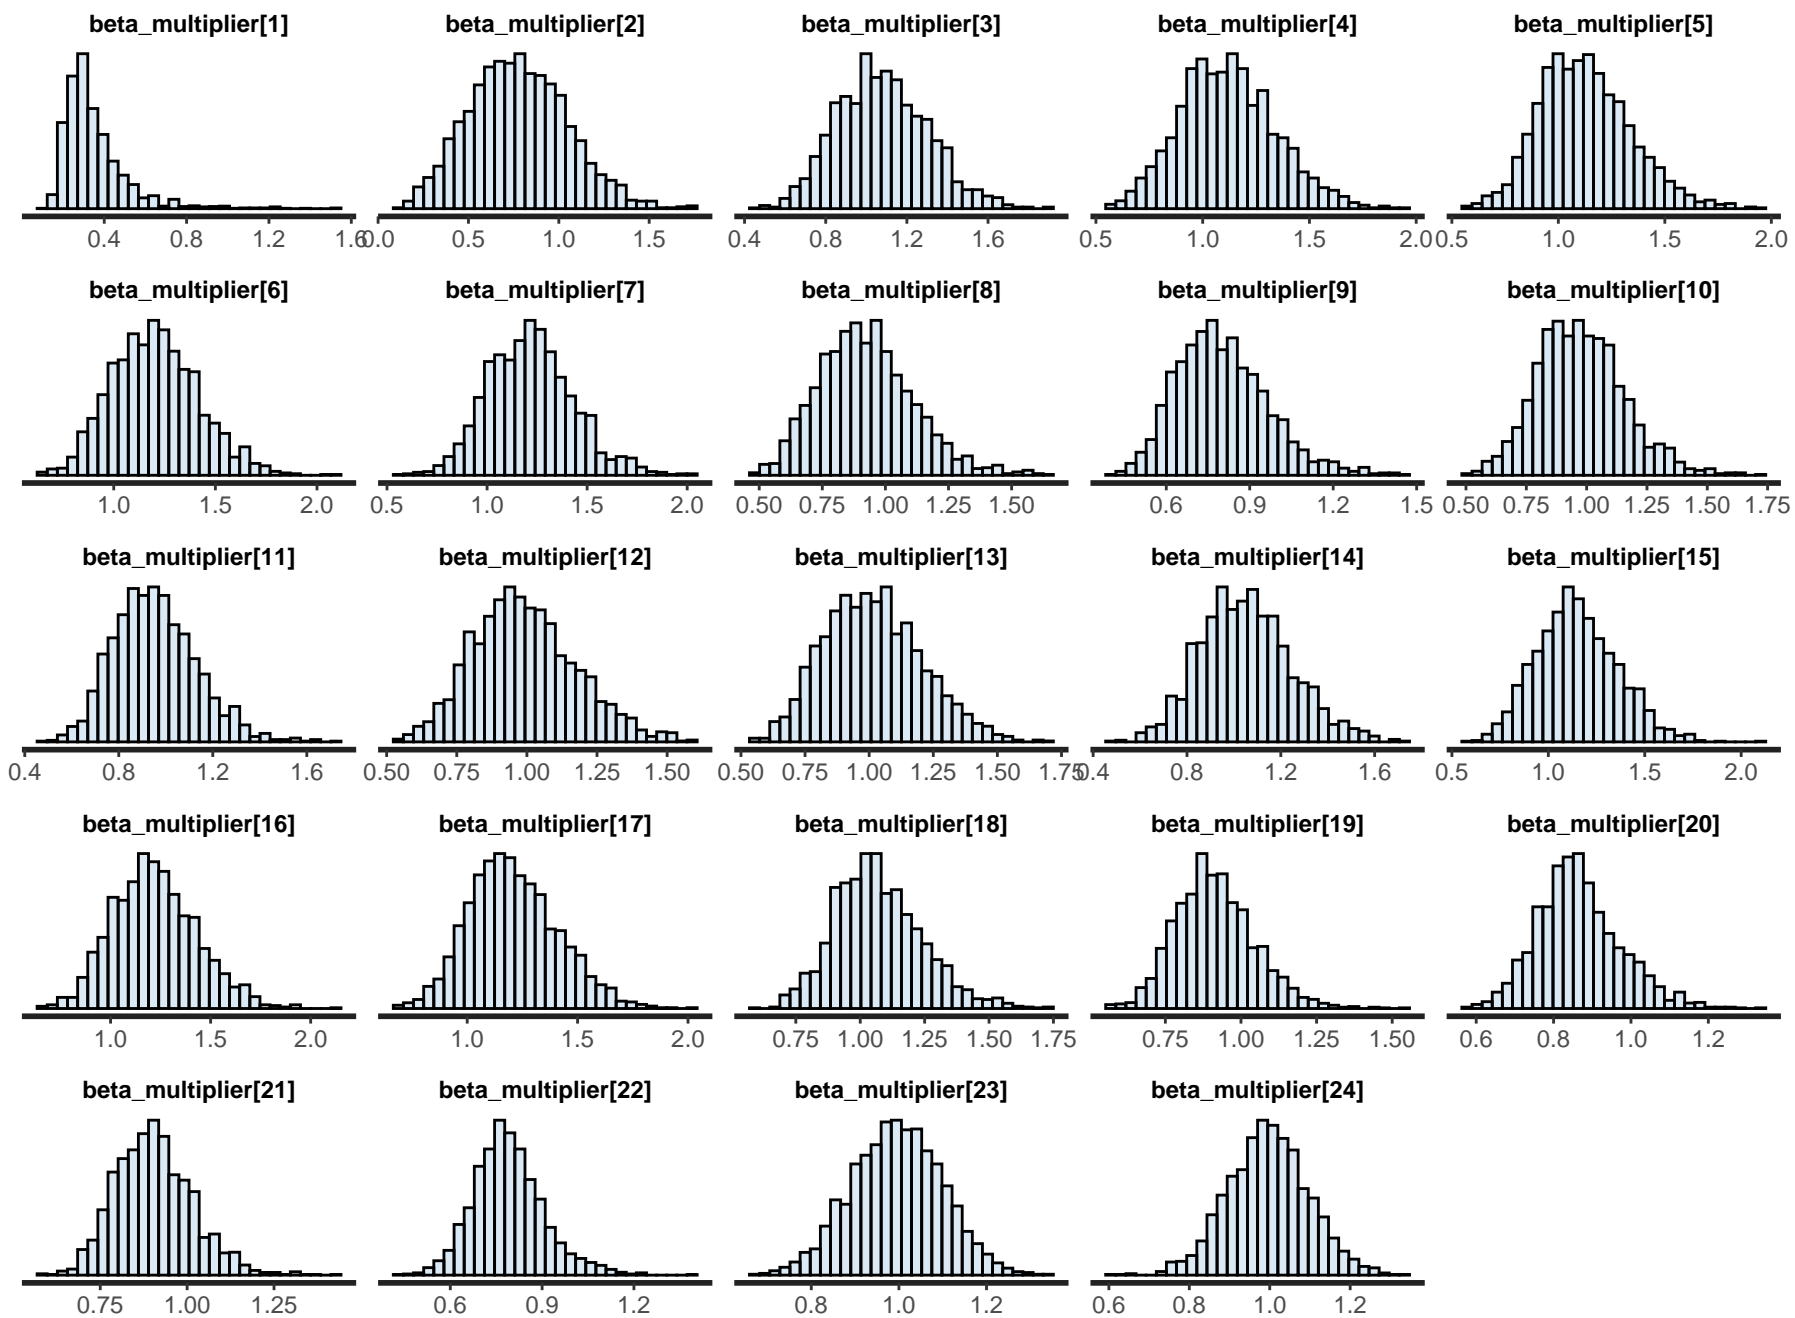 beta_multiplier[1] beta_multiplier[2] beta_multiplier[3] beta_multiplier[4] beta_multiplier[5]
0.4 0.8 1.2 1.6 0.0 0.5 1.0 1.5 0.4 0.8 1.2 1.6 0.5 1.0 1.5 2.0 0.5 1.0 1.5 2.0
beta_multiplier[6] beta_multiplier[7] beta_multiplier[8] beta_multiplier[9] beta_multiplier[10]
1.0 1.5 2.0 0.5 1.0 1.5 2.0 0.50 0.75 1.00 1.25 1.50 0.6 0.9 1.2 1.5 0.50 0.75 1.00 1.25 1.50 1.75
beta_multiplier[11] beta_multiplier[12] beta_multiplier[13] beta_multiplier[14] beta_multiplier[15]
0.4 0.8 1.2 1.6 0.50 0.75 1.00 1.25 1.50 0.50 0.75 1.00 1.25 1.50 1.75 0.4 0.8 1.2 1.6 0.5 1.0 1.5 2.0
beta_multiplier[16] beta_multiplier[17] beta_multiplier[18] beta_multiplier[19] beta_multiplier[20]
1.0 1.5 2.0 1.0 1.5 2.0 0.75 1.00 1.25 1.50 1.75 0.75 1.00 1.25 1.50 0.6 0.8 1.0 1.2
beta_multiplier[21] beta_multiplier[22] beta_multiplier[23] beta_multiplier[24]
0.75 1.00 1.25 0.6 0.9 1.2 0.8 1.0 1.2 0.6 0.8 1.0 1.2